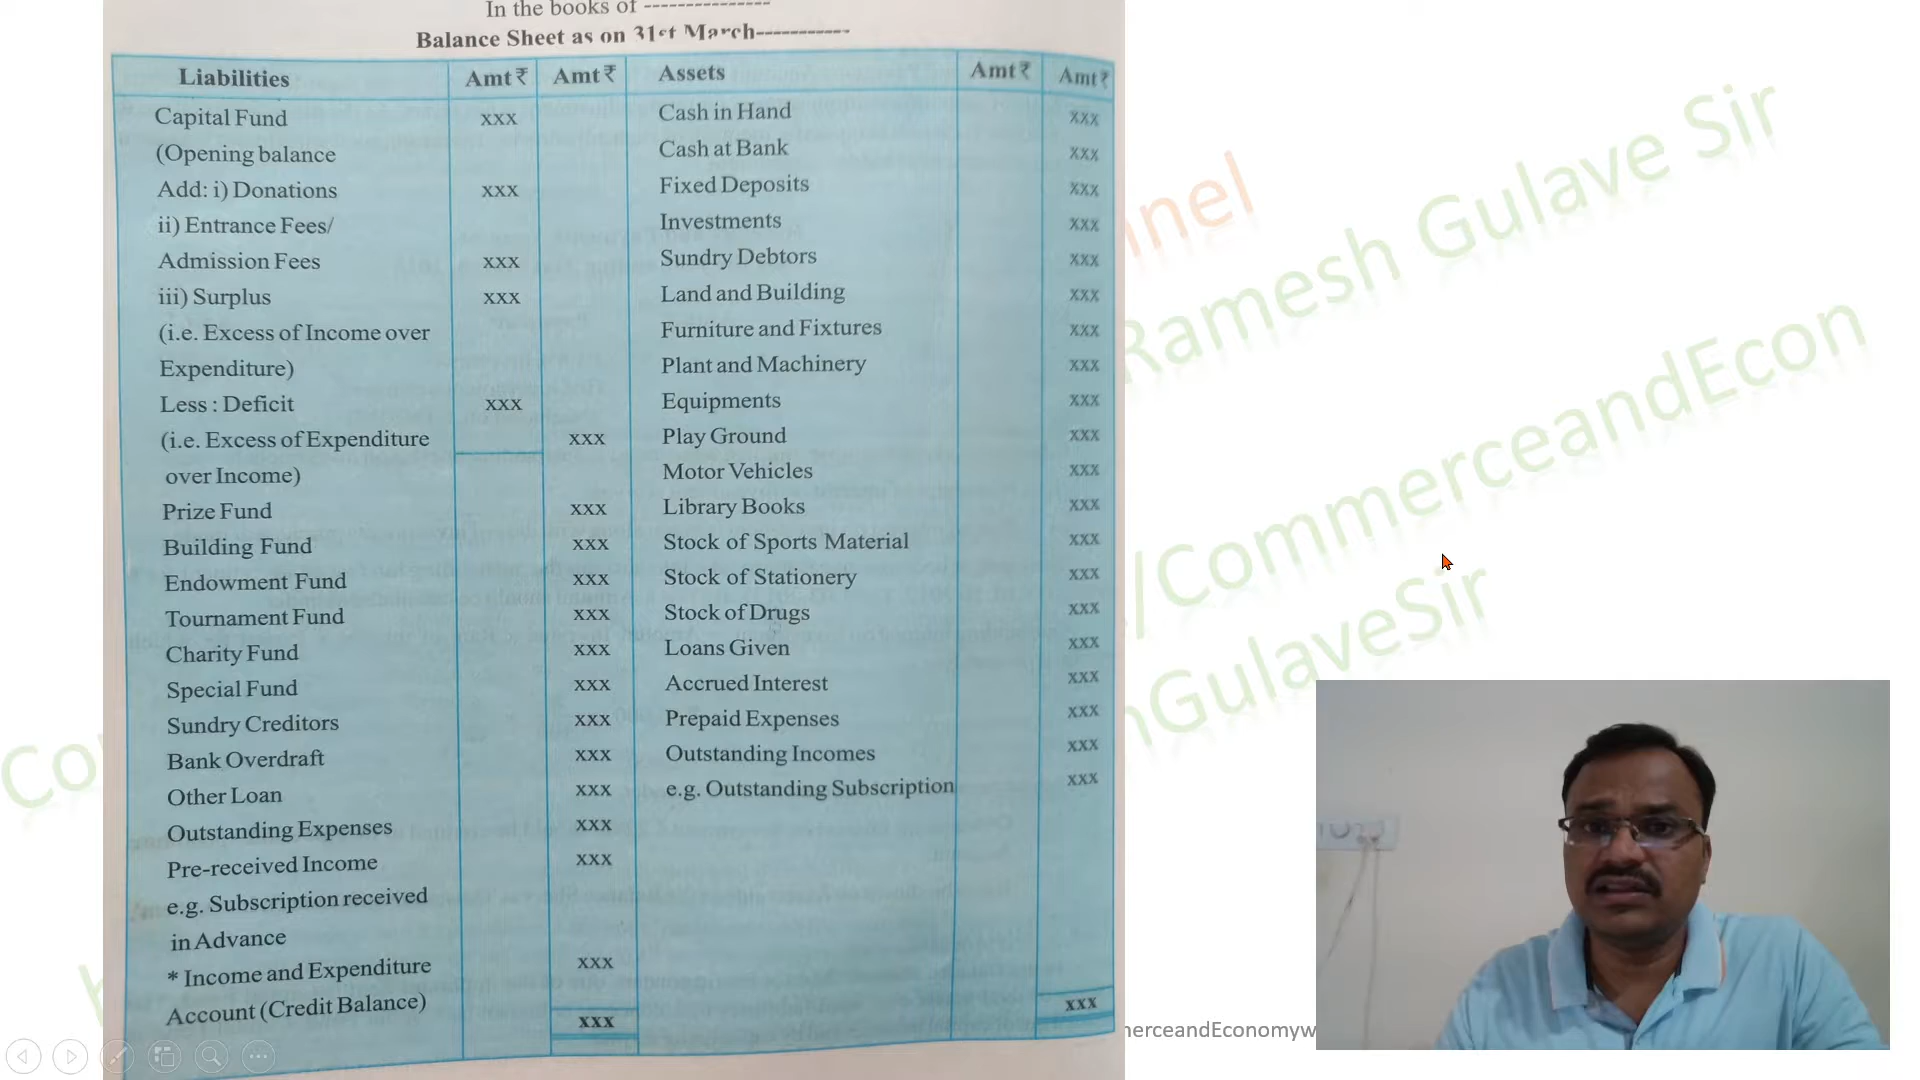 In the books of --------------
Balance Sheet as on 31st March-----------
Liabilities Amt ₹ Amt ₹ Assets Amt ₹ Amt ₹
Capital Fund xxx Cash in Hand xxx
(Opening balance Cash at Bank xxx
Add: i) Donations xxx Fixed Deposits xxx
ii) Entrance Fees/ Investments xxx
Admission Fees xxx Sundry Debtors xxx
iii) Surplus xxx Land and Building xxx
(i.e. Excess of Income over Furniture and Fixtures xxx
Expenditure) Plant and Machinery xxx
Less : Deficit xxx Equipments xxx
(i.e. Excess of Expenditure xxx Play Ground xxx
over Income) Motor Vehicles xxx
Prize Fund xxx Library Books xxx
Building Fund xxx Stock of Sports Material xxx
Endowment Fund xxx Stock of Stationery xxx
Tournament Fund xxx Stock of Drugs xxx
Charity Fund xxx Loans Given xxx
Special Fund xxx Accrued Interest xxx
Sundry Creditors xxx Prepaid Expenses xxx
Bank Overdraft xxx Outstanding Incomes xxx
Other Loan xxx e.g. Outstanding Subscription xxx
Outstanding Expenses xxx
Pre-received Income xxx
e.g. Subscription received
in Advance
* Income and Expenditure xxx
Account (Credit Balance)
xxx xxx
nnel
Ramesh Gulave Sir
/CommerceandEcon
hGulaveSir
Co
merceandEconomyw